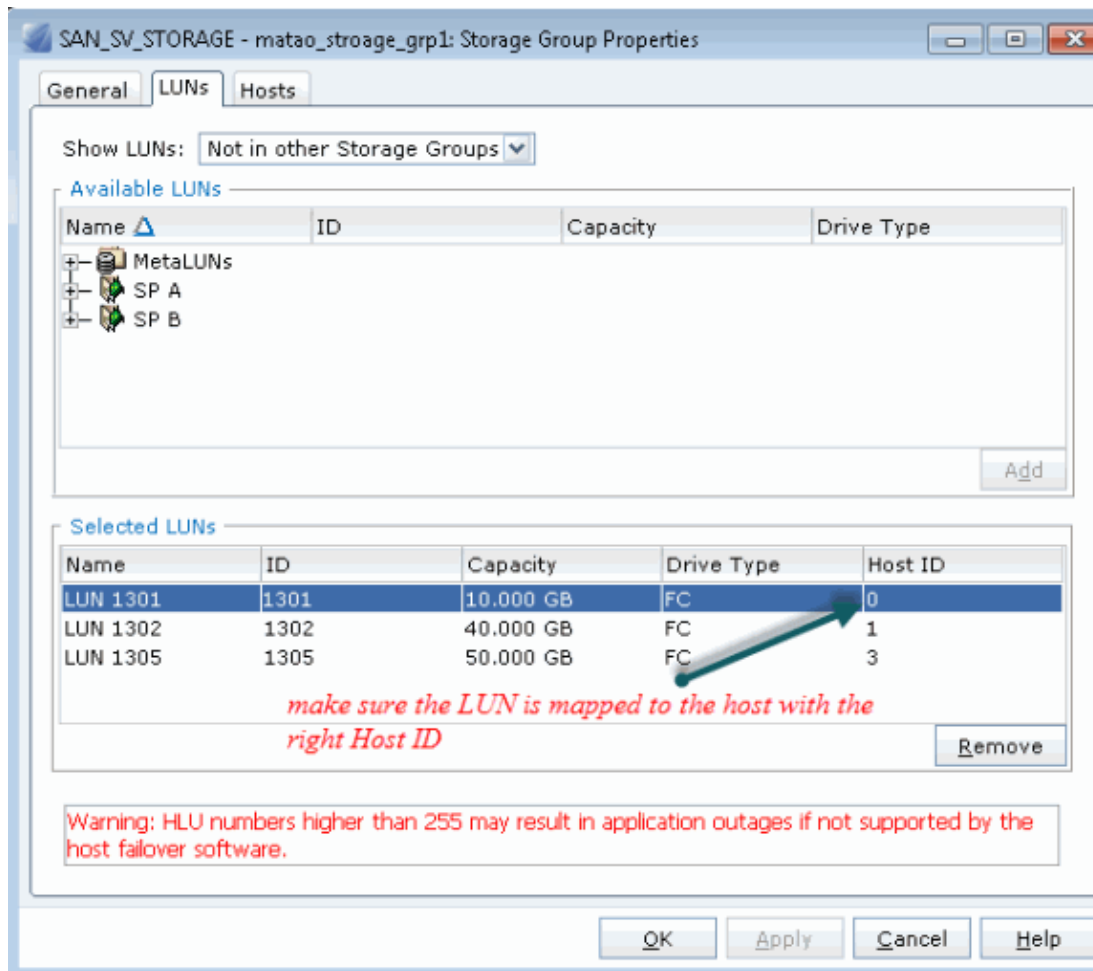 SAN_SV_STORAGE - matao_stroage_grp1: Storage Group Properties
General LUNs Hosts
Show LUNs: Not in other Storage Groups
Available LUNs
Name ID Capacity Drive Type
MetaLUNs
SP A
SP B
Add
Selected LUNs
Name ID Capacity Drive Type Host ID
LUN 1301 1301 10.000 GB FC 0
LUN 1302 1302 40.000 GB FC 1
LUN 1305 1305 50.000 GB FC 3
make sure the LUN is mapped to the host with the
right Host ID
Remove
Warning: HLU numbers higher than 255 may result in application outages if not supported by the
host failover software.
OK Apply Cancel Help